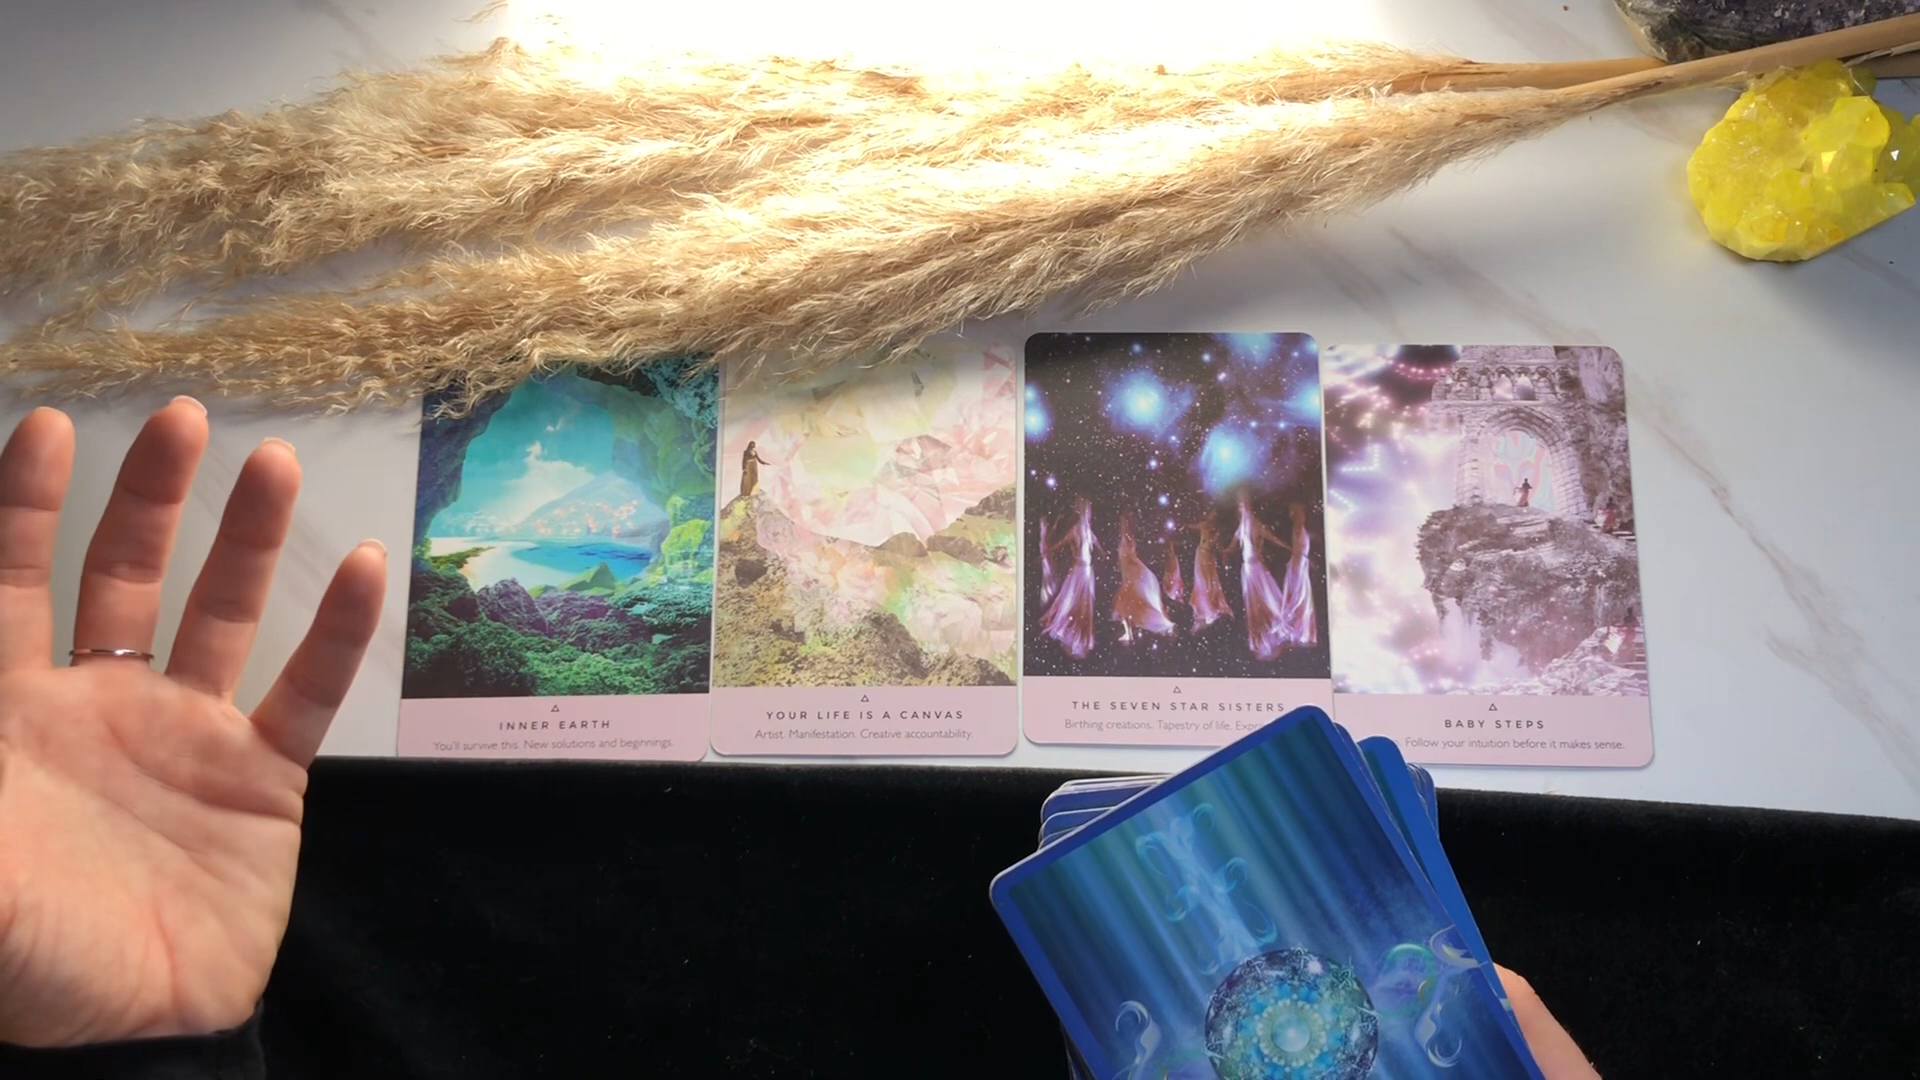 INNER EARTH
You'll survive this. New solutions and beginnings.
YOUR LIFE IS A CANVAS
Artist. Manifestation. Creative accountability.
THE SEVEN STAR SISTERS
Birthing creations. Tapestry of life.
BABY STEPS
Follow your intuition before it makes sense.